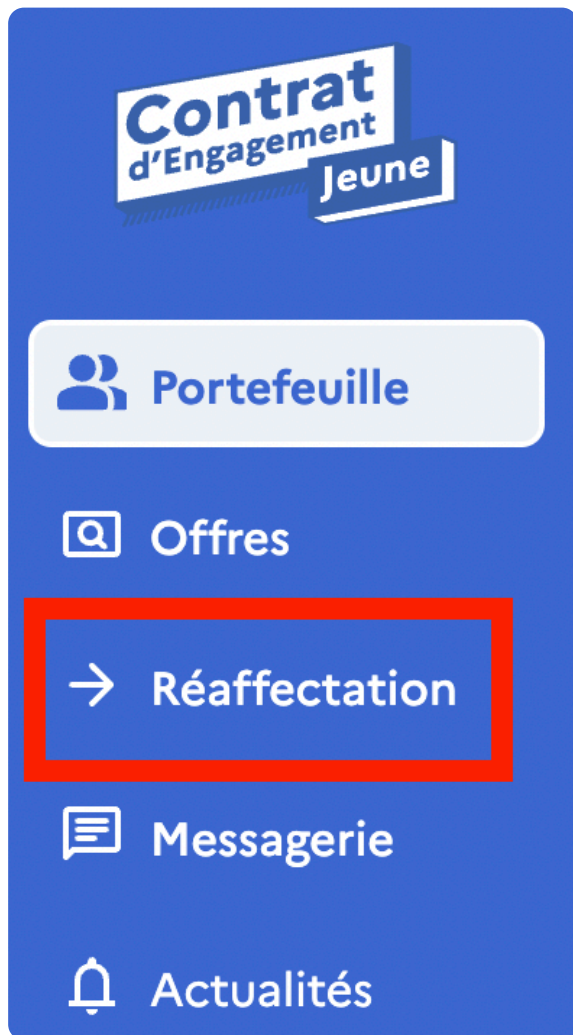 Contrat
d'Engagement
Jeune
Portefeuille
Offres
Réaffectation
Messagerie
Actualités